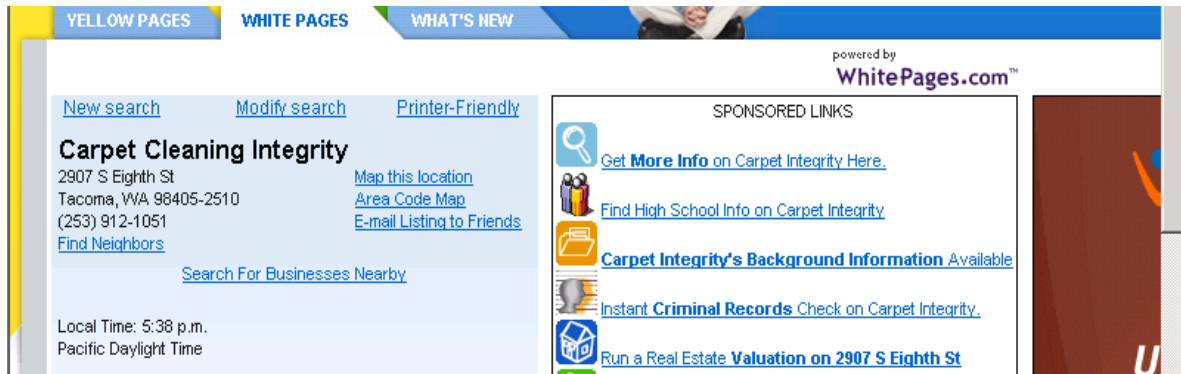 YELLOW PAGES WHITE PAGES WHAT'S NEW
powered by
WhitePages.com™
New search Modify search Printer-Friendly
Carpet Cleaning Integrity
2907 S Eighth St
Tacoma, WA 98405-2510
(253) 912-1051
Find Neighbors
Map this location
Area Code Map
E-mail Listing to Friends
Search For Businesses Nearby
Local Time: 5:38 p.m.
Pacific Daylight Time
SPONSORED LINKS
Get More Info on Carpet Integrity Here.
Find High School Info on Carpet Integrity
Carpet Integrity's Background Information Available
Instant Criminal Records Check on Carpet Integrity.
Run a Real Estate Valuation on 2907 S Eighth St
U